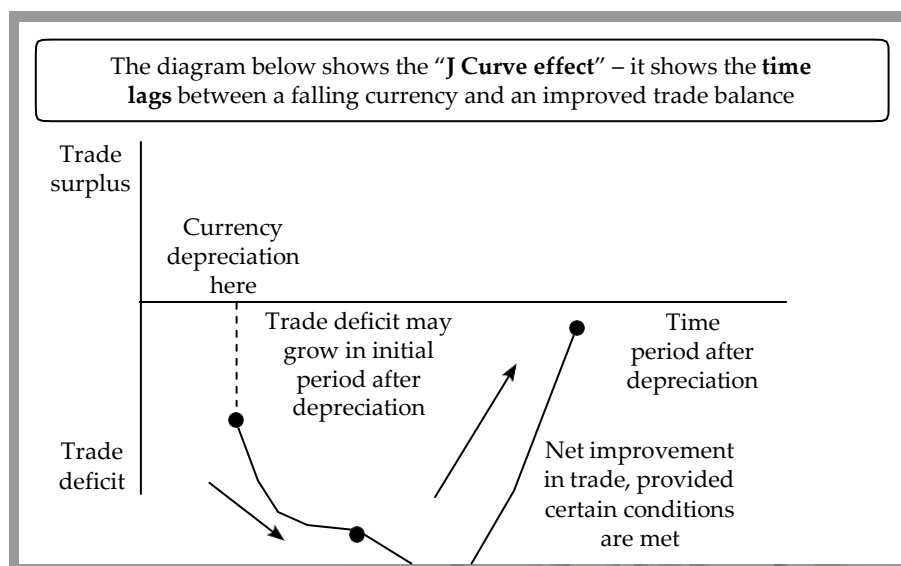 The diagram below shows the “J Curve effect” – it shows the time
lags between a falling currency and an improved trade balance
Trade
surplus
Currency
depreciation
here
Trade deficit may
grow in initial
period after
depreciation
Time
period after
depreciation
Trade
deficit
Net improvement
in trade, provided
certain conditions
are met